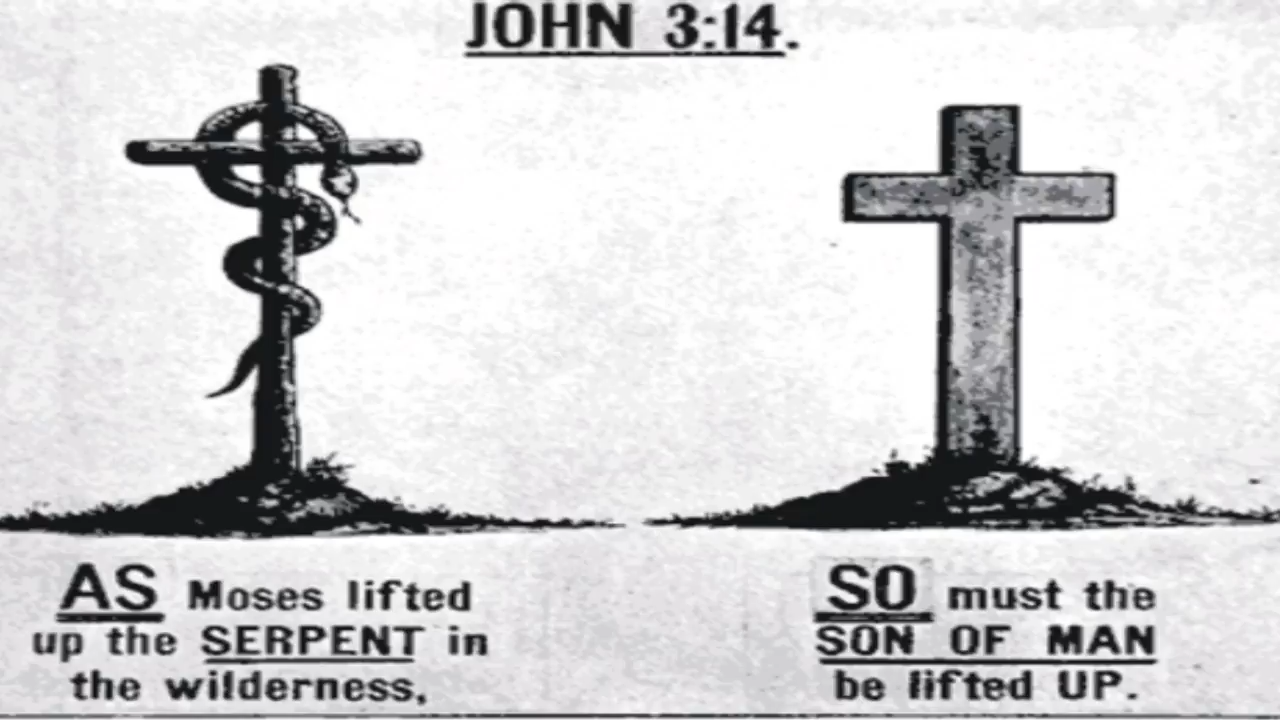 JOHN 3:14.
AS Moses lifted
up the SERPENT in
the wilderness,
SO must the
SON OF MAN
be lifted UP.